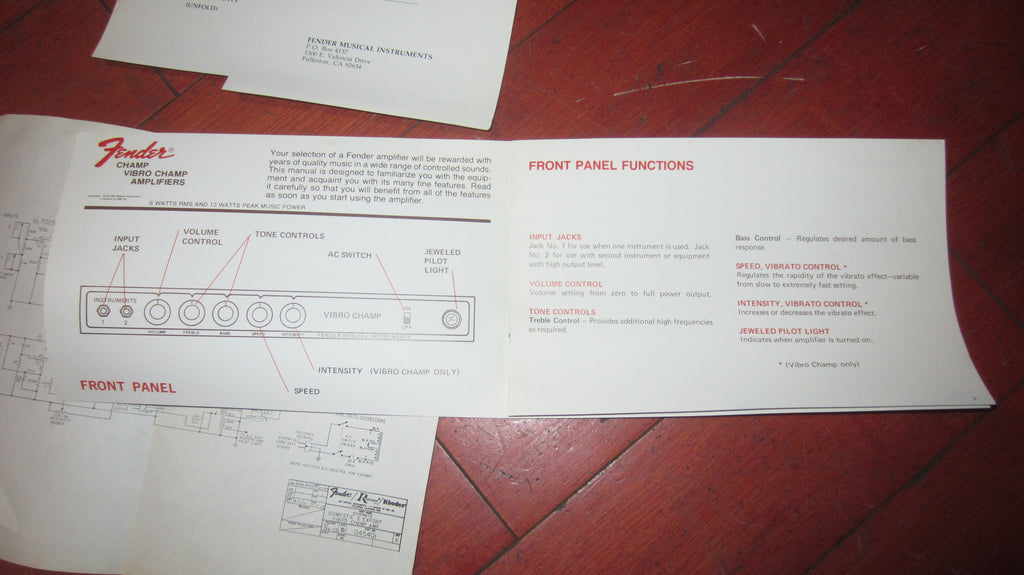 (UNFOLD)
FENDER MUSICAL INSTRUMENTS
P. O. Box 4137
1300 E. Valencia Drive
Fullerton, CA 92634
Fender®
CHAMP
VIBRO CHAMP
AMPLIFIERS
Your selection of a Fender amplifier will be rewarded with
years of quality music in a wide range of controlled sounds.
This manual is designed to familiarize you with the equip-
ment and acquaint you with its many fine features. Read
it carefully so that you will benefit from all of the features
as soon as you start using the amplifier.
6 WATTS RMS AND 12 WATTS PEAK MUSIC POWER
INPUT
JACKS
VOLUME
CONTROL
TONE CONTROLS
AC SWITCH
JEWELED
PILOT
LIGHT
INSTRUMENTS
1 2
VOLUME
TREBLE
BASS
SPEED
INTENSITY
VIBRO CHAMP
FENDER MUSICAL INSTRUMENTS
ON
OFF
INTENSITY (VIBRO CHAMP ONLY)
SPEED
FRONT PANEL
FRONT PANEL FUNCTIONS
INPUT JACKS
Jack No. 1 for use when one instrument is used. Jack
No. 2 for use with second instrument or equipment
with high output level.
VOLUME CONTROL
Volume setting from zero to full power output.
TONE CONTROLS
Treble Control — Provides additional high frequencies
as required.
Bass Control — Regulates desired amount of bass
response.
SPEED, VIBRATO CONTROL *
Regulates the rapidity of the vibrato effect—variable
from slow to extremely fast setting.
INTENSITY, VIBRATO CONTROL *
Increases or decreases the vibrato effect.
JEWELED PILOT LIGHT
Indicates when amplifier is turned on.
* (Vibro Champ only)
INPUTS
Fender / Rogers / Rhodes
SCHEMATIC
DOMESTIC & EXPORT
VIBRO CHAMP AMP
045401